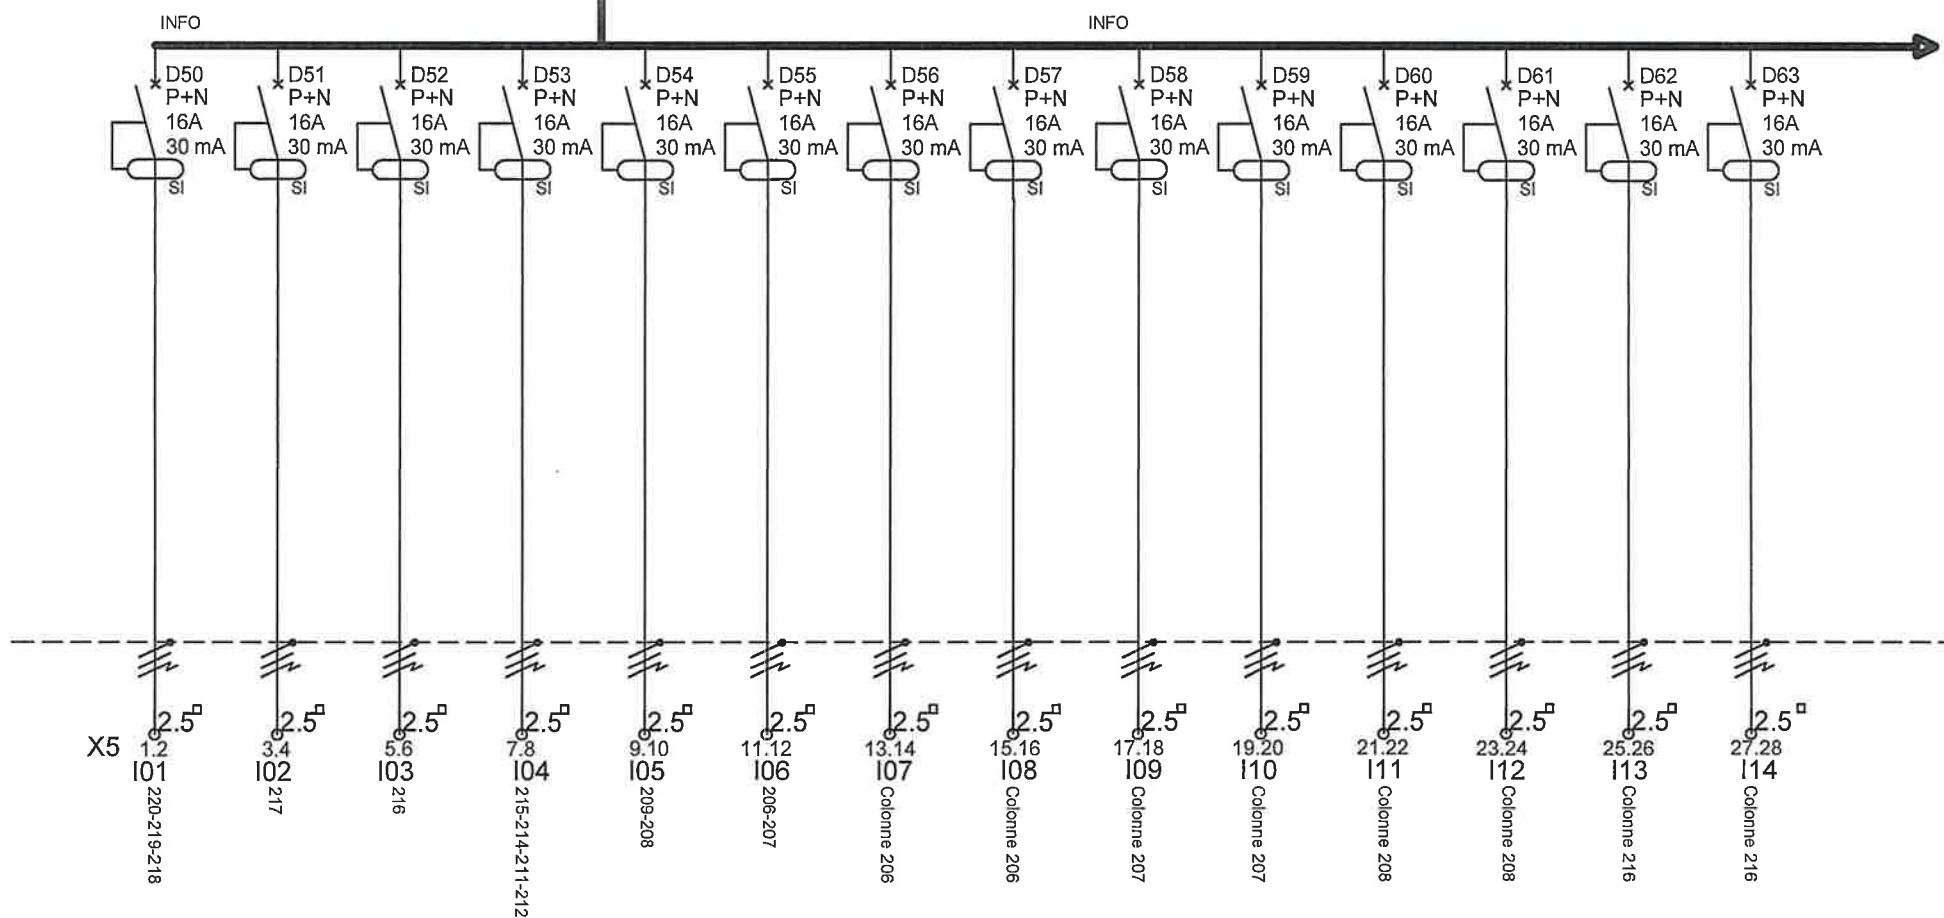 INFO
INFO
D50
P+N
16A
30 mA
SI
D51
P+N
16A
30 mA
SI
D52
P+N
16A
30 mA
SI
D53
P+N
16A
30 mA
SI
D54
P+N
16A
30 mA
SI
D55
P+N
16A
30 mA
SI
D56
P+N
16A
30 mA
SI
D57
P+N
16A
30 mA
SI
D58
P+N
16A
30 mA
SI
D59
P+N
16A
30 mA
SI
D60
P+N
16A
30 mA
SI
D61
P+N
16A
30 mA
SI
D62
P+N
16A
30 mA
SI
D63
P+N
16A
30 mA
SI
X5
2.5
1.2
I01
220-219-218
2.5
3.4
I02
217
2.5
5.6
I03
216
2.5
7.8
I04
215-214-211-212
2.5
9.10
I05
209-208
2.5
11.12
I06
206-207
2.5
13.14
I07
Colonne 206
2.5
15.16
I08
Colonne 206
2.5
17.18
I09
Colonne 207
2.5
19.20
I10
Colonne 207
2.5
21.22
I11
Colonne 208
2.5
23.24
I12
Colonne 208
2.5
25.26
I13
Colonne 216
2.5
27.28
I14
Colonne 216